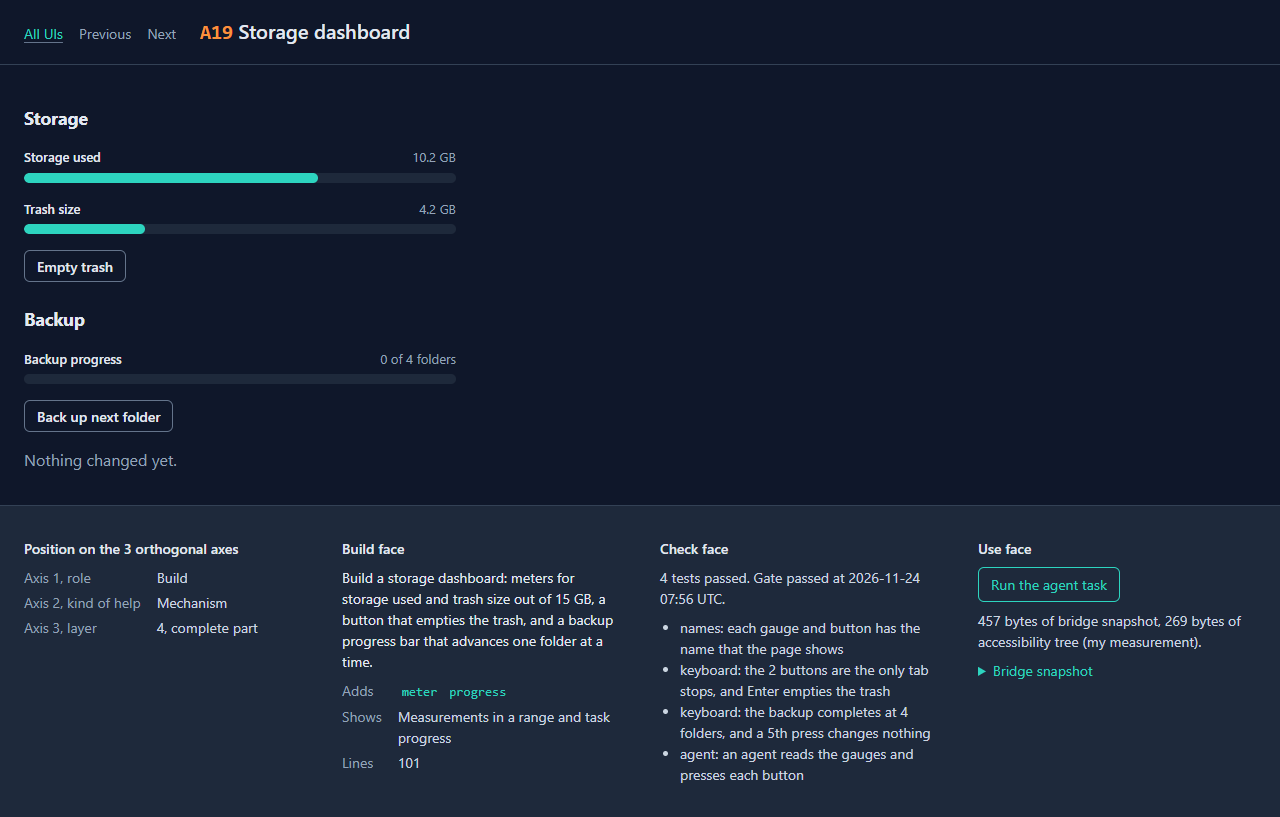 All UIs Previous Next A19 Storage dashboard
Storage
Storage used 10.2 GB
Trash size 4.2 GB
Empty trash
Backup
Backup progress 0 of 4 folders
Back up next folder
Nothing changed yet.
Position on the 3 orthogonal axes
Axis 1, role Build
Axis 2, kind of help Mechanism
Axis 3, layer 4, complete part
Build face
Build a storage dashboard: meters for
storage used and trash size out of 15 GB, a
button that empties the trash, and a backup
progress bar that advances one folder at a
time.
Adds meter progress
Shows Measurements in a range and task
progress
Lines 101
Check face
4 tests passed. Gate passed at 2026-11-24
07:56 UTC.
• names: each gauge and button has the
name that the page shows
• keyboard: the 2 buttons are the only tab
stops, and Enter empties the trash
• keyboard: the backup completes at 4
folders, and a 5th press changes nothing
• agent: an agent reads the gauges and
presses each button
Use face
Run the agent task
457 bytes of bridge snapshot, 269 bytes of
accessibility tree (my measurement).
▶ Bridge snapshot